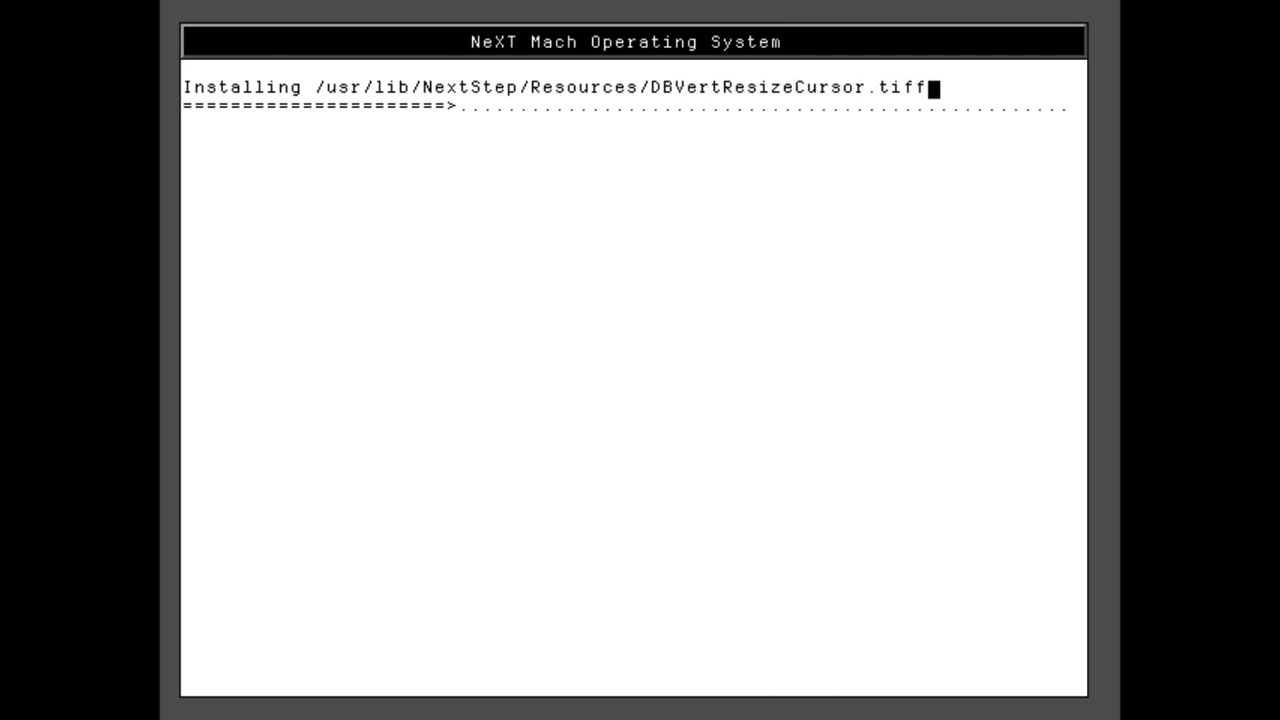 NeXT Mach Operating System
Installing /usr/lib/NextStep/Resources/DBVertResizeCursor.tiff
======================>...................................................